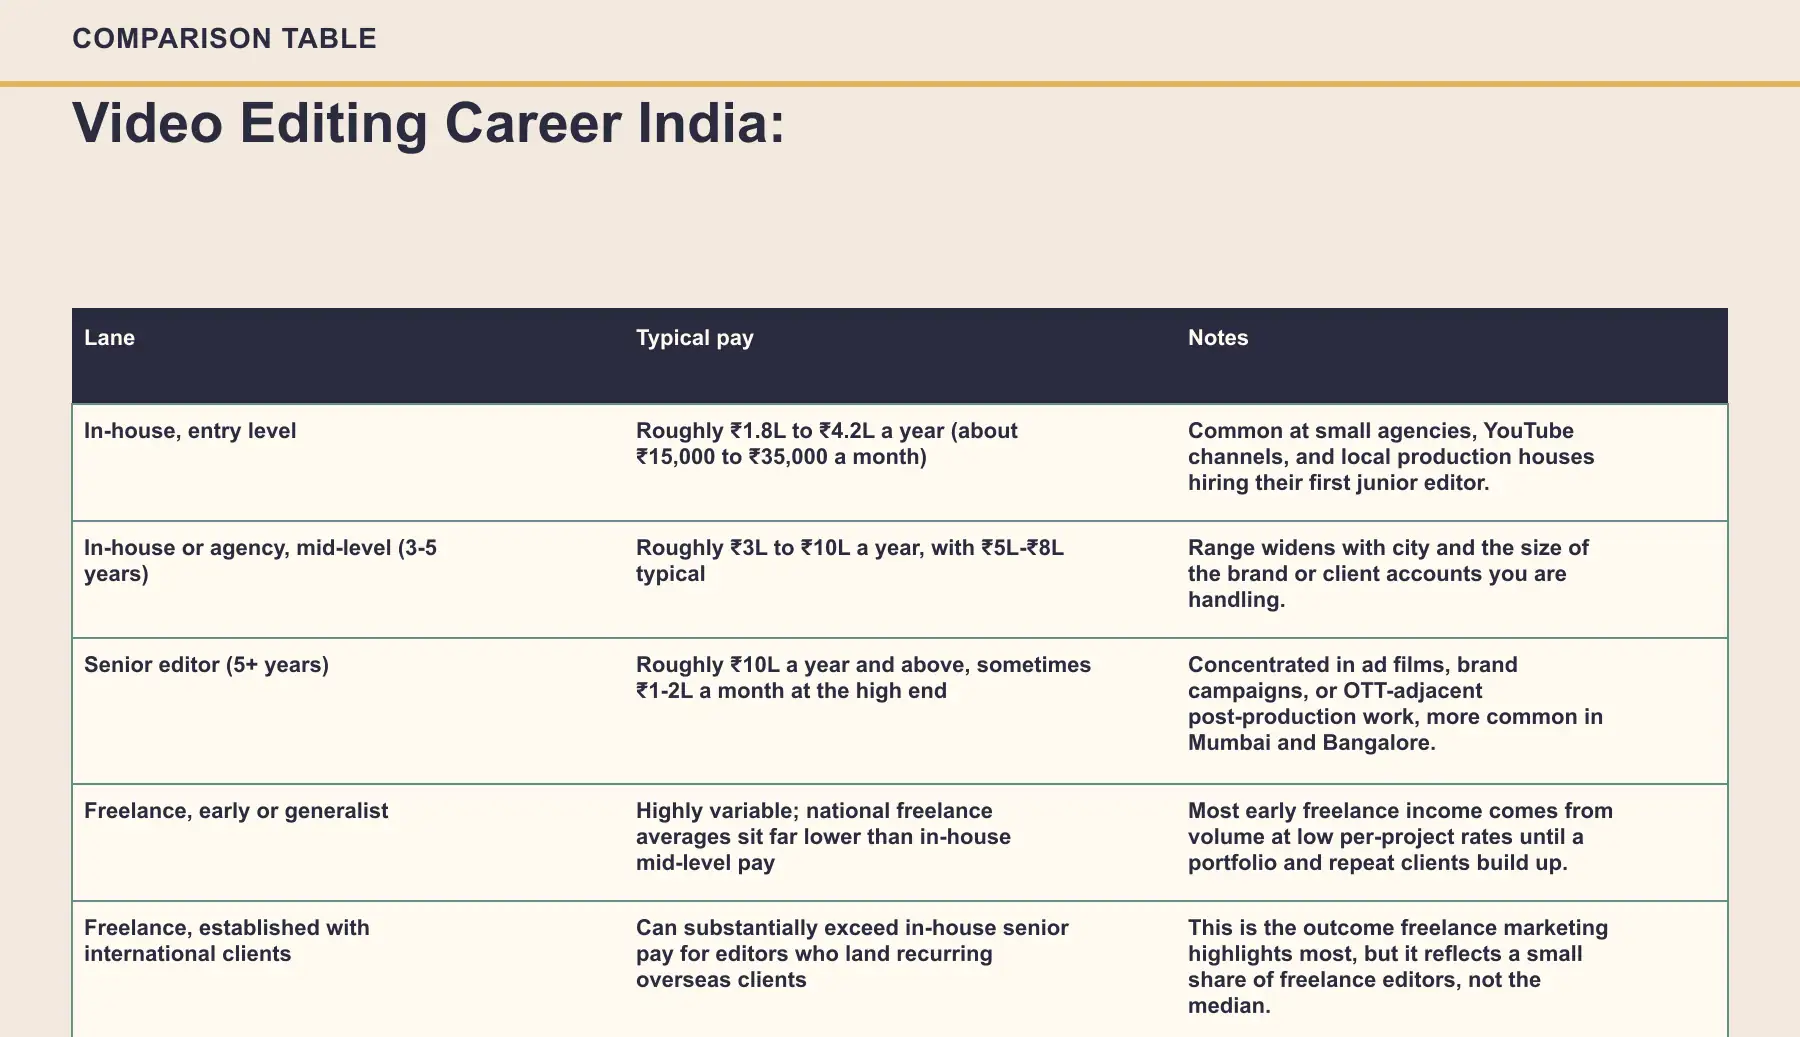 COMPARISON TABLE
Video Editing Career India:
Lane
Typical pay
Notes
In-house, entry level
Roughly ₹1.8L to ₹4.2L a year (about
₹15,000 to ₹35,000 a month)
Common at small agencies, YouTube
channels, and local production houses
hiring their first junior editor.
In-house or agency, mid-level (3-5
years)
Roughly ₹3L to ₹10L a year, with ₹5L-₹8L
typical
Range widens with city and the size of
the brand or client accounts you are
handling.
Senior editor (5+ years)
Roughly ₹10L a year and above, sometimes
₹1-2L a month at the high end
Concentrated in ad films, brand
campaigns, or OTT-adjacent
post-production work, more common in
Mumbai and Bangalore.
Freelance, early or generalist
Highly variable; national freelance
averages sit far lower than in-house
mid-level pay
Most early freelance income comes from
volume at low per-project rates until a
portfolio and repeat clients build up.
Freelance, established with
international clients
Can substantially exceed in-house senior
pay for editors who land recurring
overseas clients
This is the outcome freelance marketing
highlights most, but it reflects a small
share of freelance editors, not the
median.